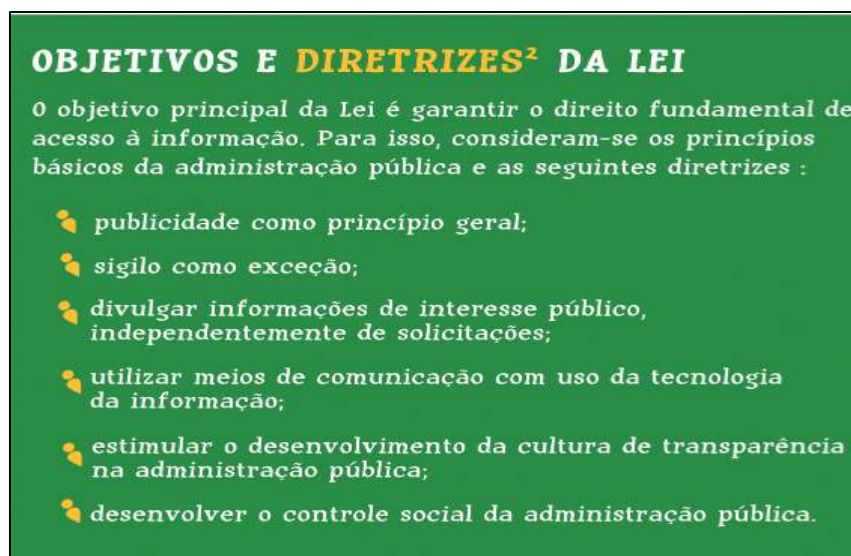 OBJETIVOS E DIRETRIZES² DA LEI
O objetivo principal da Lei é garantir o direito fundamental de
acesso à informação. Para isso, consideram-se os princípios
básicos da administração pública e as seguintes diretrizes :
publicidade como princípio geral;
sigilo como exceção;
divulgar informações de interesse público,
independentemente de solicitações;
utilizar meios de comunicação com uso da tecnologia
da informação;
estimular o desenvolvimento da cultura de transparência
na administração pública;
desenvolver o controle social da administração pública.